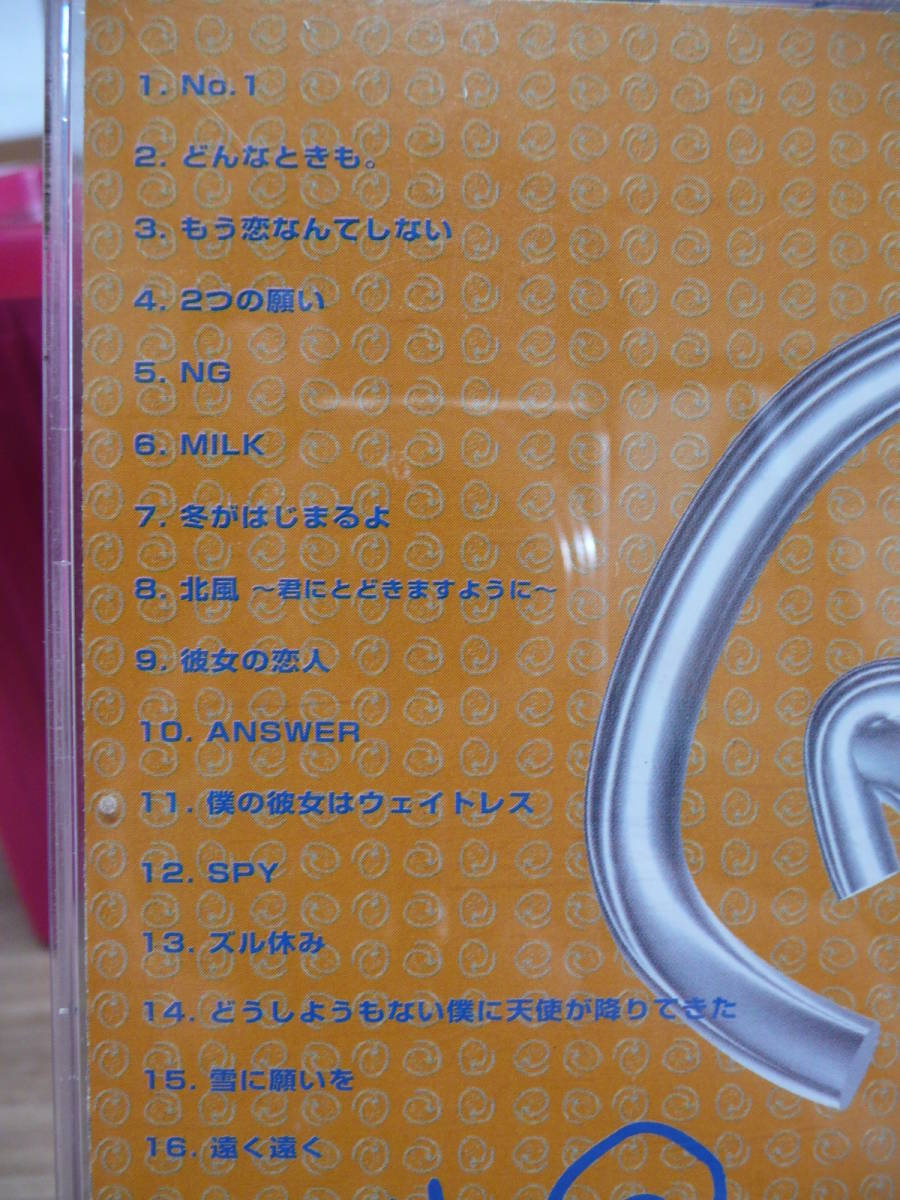 1. No.1
2. どんなときも。
3. もう恋なんてしない
4. 2つの願い
5. NG
6. MILK
7. 冬がはじまるよ
8. 北風 〜君にとどきますように〜
9. 彼女の恋人
10. ANSWER
11. 僕の彼女はウェイトレス
12. SPY
13. ズル休み
14. どうしようもない僕に天使が降りてきた
15. 雪に願いを
16. 遠く遠く